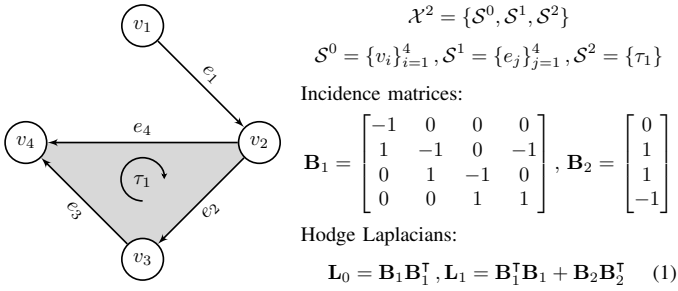 v₁
e₁
v₄
e₄
v₂
τ₁
e₃
e₂
v₃
𝒳² = {𝒮⁰, 𝒮¹, 𝒮²}
𝒮⁰ = {vᵢ}⁴ᵢ₌₁ , 𝒮¹ = {eⱼ}⁴ⱼ₌₁ , 𝒮² = {τ₁}
Incidence matrices:
B₁ = [−1 0 0 0; 1 −1 0 −1; 0 1 −1 0; 0 0 1 1] , B₂ = [0; 1; 1; −1]
Hodge Laplacians:
L₀ = B₁B₁ᵀ , L₁ = B₁ᵀB₁ + B₂B₂ᵀ (1)